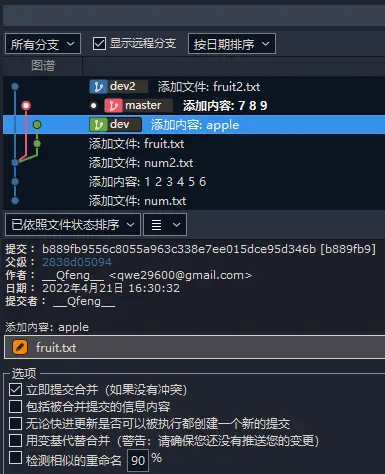 所有分支 显示远程分支 按日期排序
图谱
dev2 添加文件: fruit2.txt
master 添加内容: 7 8 9
dev 添加内容: apple
添加文件: fruit.txt
添加文件: num2.txt
添加内容: 1 2 3 4 5 6
添加文件: num.txt
已依照文件状态排序
提交： b889fb9556c8055a963c338e7ee015dce95d346b [b889fb9]
父级： 2838d05094
作者： __Qfeng__ <qwe29600@gmail.com>
日期： 2022年4月21日 16:30:32
提交者： __Qfeng__
添加内容: apple
fruit.txt
选项
立即提交合并（如果没有冲突）
包括被合并提交的信息内容
无论快进更新是否可以被执行都创建一个新的提交
用变基代替合并（警告：请确保您还没有推送您的变更）
检测相似的重命名 90 %